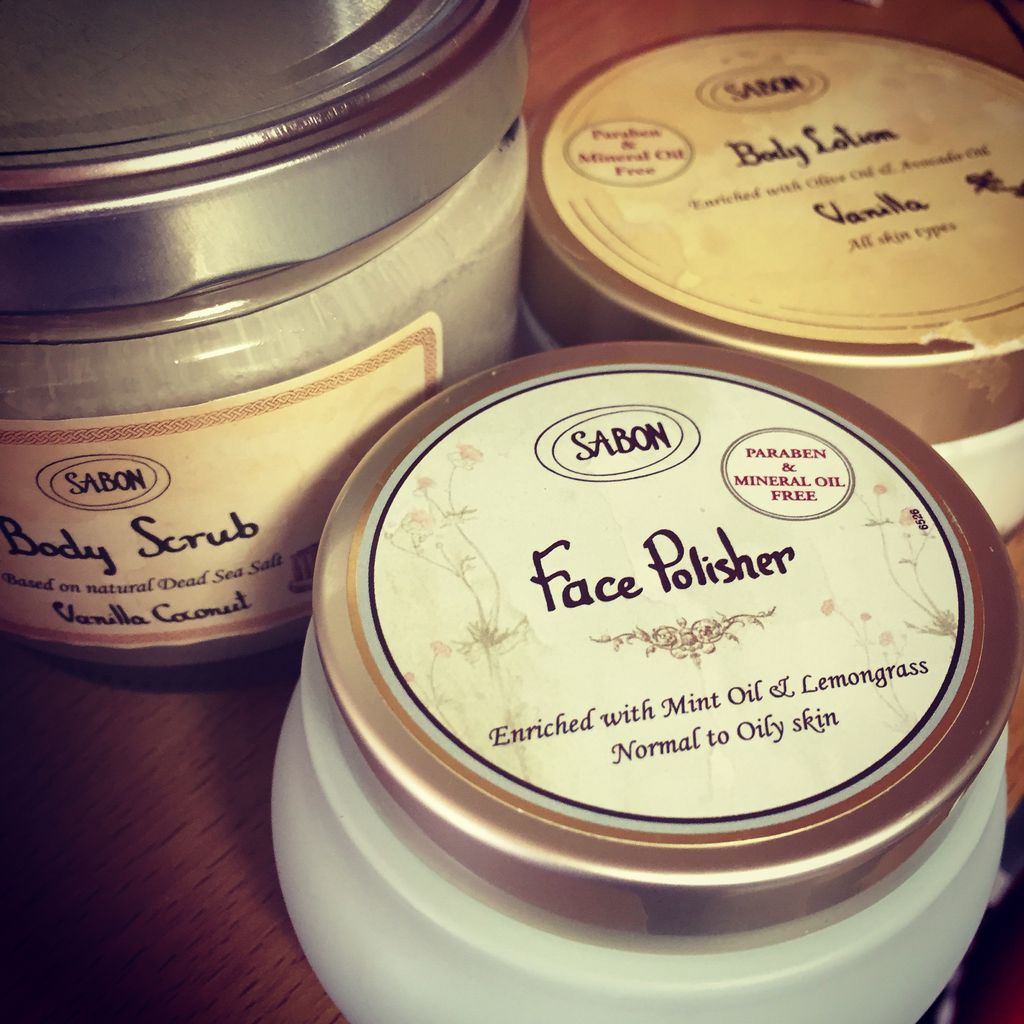 SABON
Paraben
&
Mineral Oil
Free
Body Lotion
Enriched with Olive Oil & Avocado Oil
Vanilla
All skin types
SABON
Body Scrub
Based on natural Dead Sea Salt
Vanilla Coconut
SABON
PARABEN
&
MINERAL OIL
FREE
6526
Face Polisher
Enriched with Mint Oil & Lemongrass
Normal to Oily skin